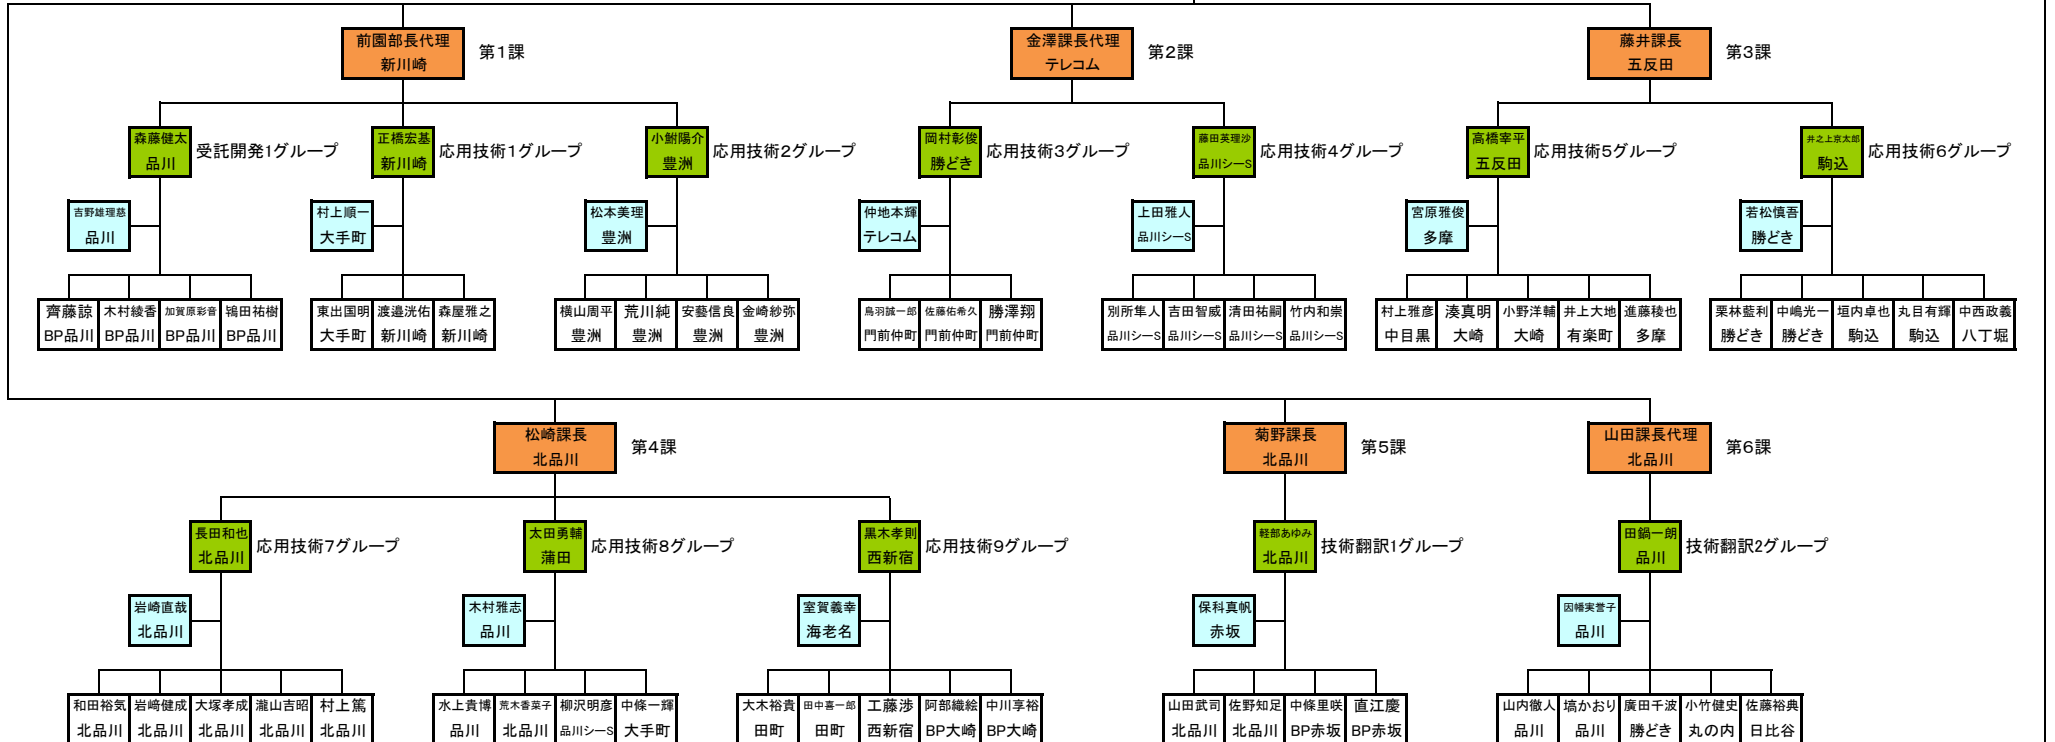 前園部長代理
新川崎
第1課
金澤課長代理
テレコム
第2課
藤井課長
五反田
第3課
森藤健太
品川
受託開発1グループ
正橋宏基
新川崎
応用技術1グループ
小鮒陽介
豊洲
応用技術2グループ
岡村彰俊
勝どき
応用技術3グループ
藤田英理沙
品川シーS
応用技術4グループ
高橋宰平
五反田
応用技術5グループ
井之上京太郎
駒込
応用技術6グループ
吉野雄理慈
品川
村上順一
大手町
松本美理
豊洲
仲地本輝
テレコム
上田雅人
品川シーS
宮原雅俊
多摩
若松慎吾
勝どき
齊藤諒
BP品川
木村綾香
BP品川
加賀原彩音
BP品川
鴇田祐樹
BP品川
東出国明
大手町
渡邉洸佑
新川崎
森屋雅之
新川崎
横山周平
豊洲
荒川純
豊洲
安藝信良
豊洲
金崎紗弥
豊洲
鳥羽誠一郎
門前仲町
佐藤佑希久
門前仲町
勝澤翔
門前仲町
別所隼人
品川シーS
吉田智威
品川シーS
清田祐嗣
品川シーS
竹内和崇
品川シーS
村上雅彦
中目黒
湊真明
大崎
小野洋輔
大崎
井上大地
有楽町
進藤稜也
多摩
栗林藍利
勝どき
中嶋光一
勝どき
垣内卓也
駒込
丸目有輝
駒込
中西政義
八丁堀
松崎課長
北品川
第4課
菊野課長
北品川
第5課
山田課長代理
北品川
第6課
長田和也
北品川
応用技術7グループ
太田勇輔
蒲田
応用技術8グループ
黒木孝則
西新宿
応用技術9グループ
軽部あゆみ
北品川
技術翻訳1グループ
田鍋一朗
品川
技術翻訳2グループ
岩崎直哉
北品川
木村雅志
品川
室賀義幸
海老名
保科真帆
赤坂
因幡実誉子
品川
和田裕気
北品川
岩﨑健成
北品川
大塚孝成
北品川
瀧山吉昭
北品川
村上篤
北品川
水上貴博
品川
荒木香菜子
北品川
柳沢明彦
品川シーS
中條一輝
大手町
大木裕貴
田町
田中喜一郎
田町
工藤渉
西新宿
阿部織絵
BP大崎
中川享裕
BP大崎
山田武司
北品川
佐野知足
北品川
中條里咲
BP赤坂
直江慶
BP赤坂
山内徹人
品川
塙かおり
品川
廣田千波
勝どき
小竹健史
丸の内
佐藤裕典
日比谷